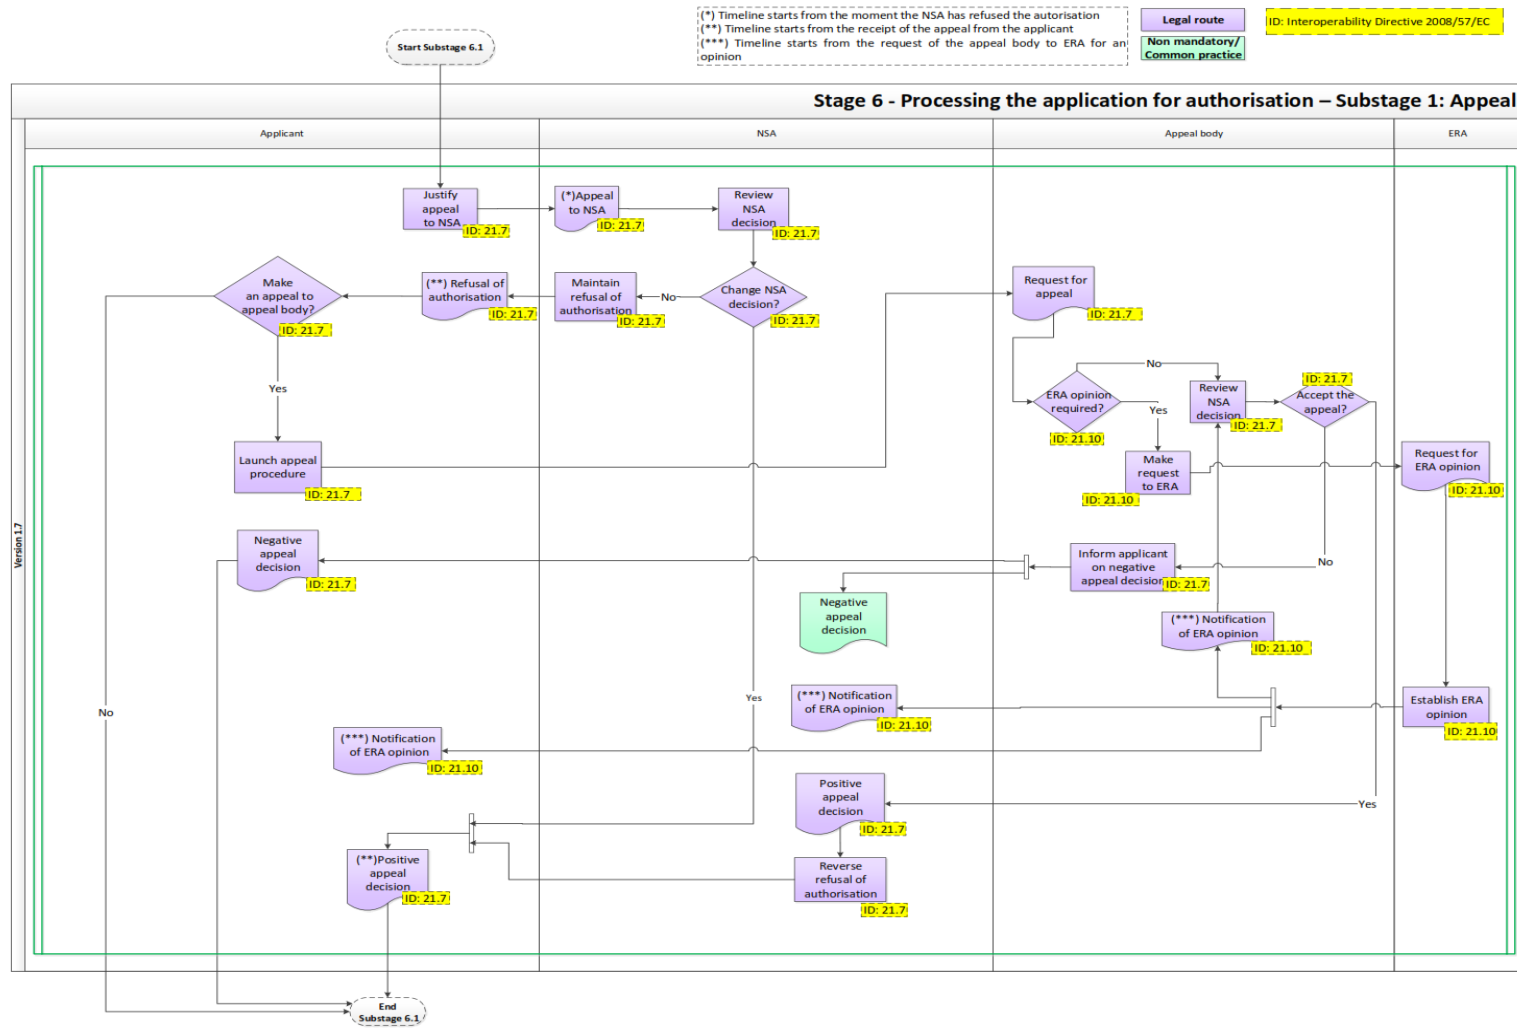 (*) Timeline starts from the moment the NSA has refused the autorisation
(**) Timeline starts from the receipt of the appeal from the applicant
(***) Timeline starts from the request of the appeal body to ERA for an
opinion
Legal route
Non mandatory/
Common practice
ID: Interoperability Directive 2008/57/EC
Start Substage 6.1
Stage 6 - Processing the application for authorisation – Substage 1: Appeal
Applicant
NSA
Appeal body
ERA
Version 1.7
Justify
appeal
to NSA
ID: 21.7
(*)Appeal
to NSA
ID: 21.7
Review
NSA
decision
ID: 21.7
Make
an appeal to
appeal body?
ID: 21.7
(**) Refusal of
authorisation
ID: 21.7
Maintain
refusal of
authorisation
ID: 21.7
No
Change NSA
decision?
ID: 21.7
Request for
appeal
ID: 21.7
No
ERA opinion
required?
ID: 21.10
Yes
Review
NSA
decision
ID: 21.7
ID: 21.7
Accept the
appeal?
Yes
Launch appeal
procedure
ID: 21.7
Make
request
to ERA
ID: 21.10
Request for
ERA opinion
ID: 21.10
Negative
appeal
decision
ID: 21.7
Inform applicant
on negative
appeal decision
ID: 21.7
No
Negative
appeal
decision
(***) Notification
of ERA opinion
ID: 21.10
Yes
(***) Notification
of ERA opinion
ID: 21.10
Establish ERA
opinion
ID: 21.10
No
(***) Notification
of ERA opinion
ID: 21.10
Positive
appeal
decision
ID: 21.7
Yes
(**)Positive
appeal
decision
ID: 21.7
Reverse
refusal of
authorisation
ID: 21.7
End
Substage 6.1